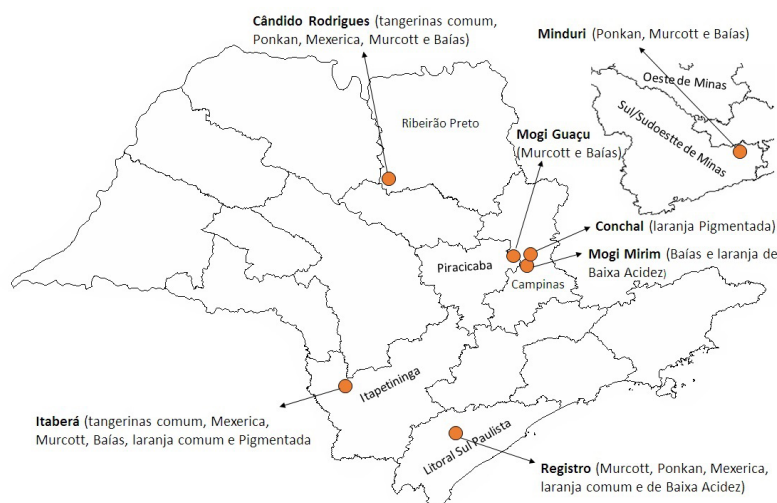 Cândido Rodrigues (tangerinas comum,
Ponkan, Mexerica, Murcott e Baías)
Minduri (Ponkan, Murcott e Baías)
Oeste de Minas
Sul/Sudoestte de Minas
Ribeirão Preto
Mogi Guaçu
(Murcott e Baías)
Conchal (laranja Pigmentada)
Mogi Mirim (Baías e laranja de
Baixa Acidez)
Piracicaba
Campinas
Itapetininga
Itaberá (tangerinas comum, Mexerica,
Murcott, Baías, laranja comum e Pigmentada
Litoral Sul Paulista
Registro (Murcott, Ponkan, Mexerica,
laranja comum e de Baixa Acidez)